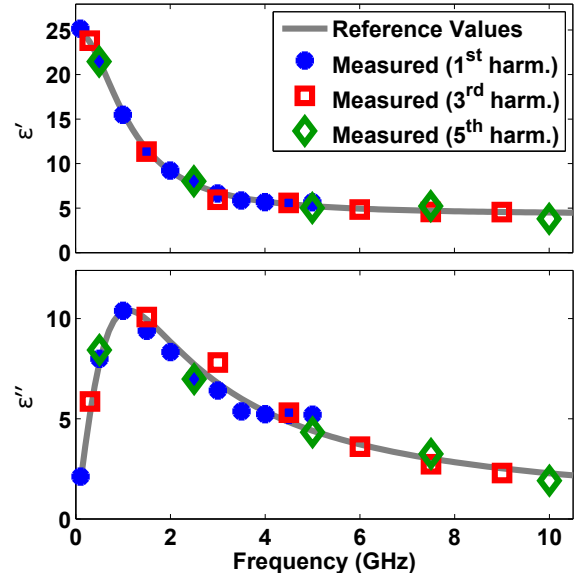 25
20
15
10
5
0
ε′
Reference Values
Measured (1st harm.)
Measured (3rd harm.)
Measured (5th harm.)
10
5
0
ε″
0 2 4 6 8 10
Frequency (GHz)